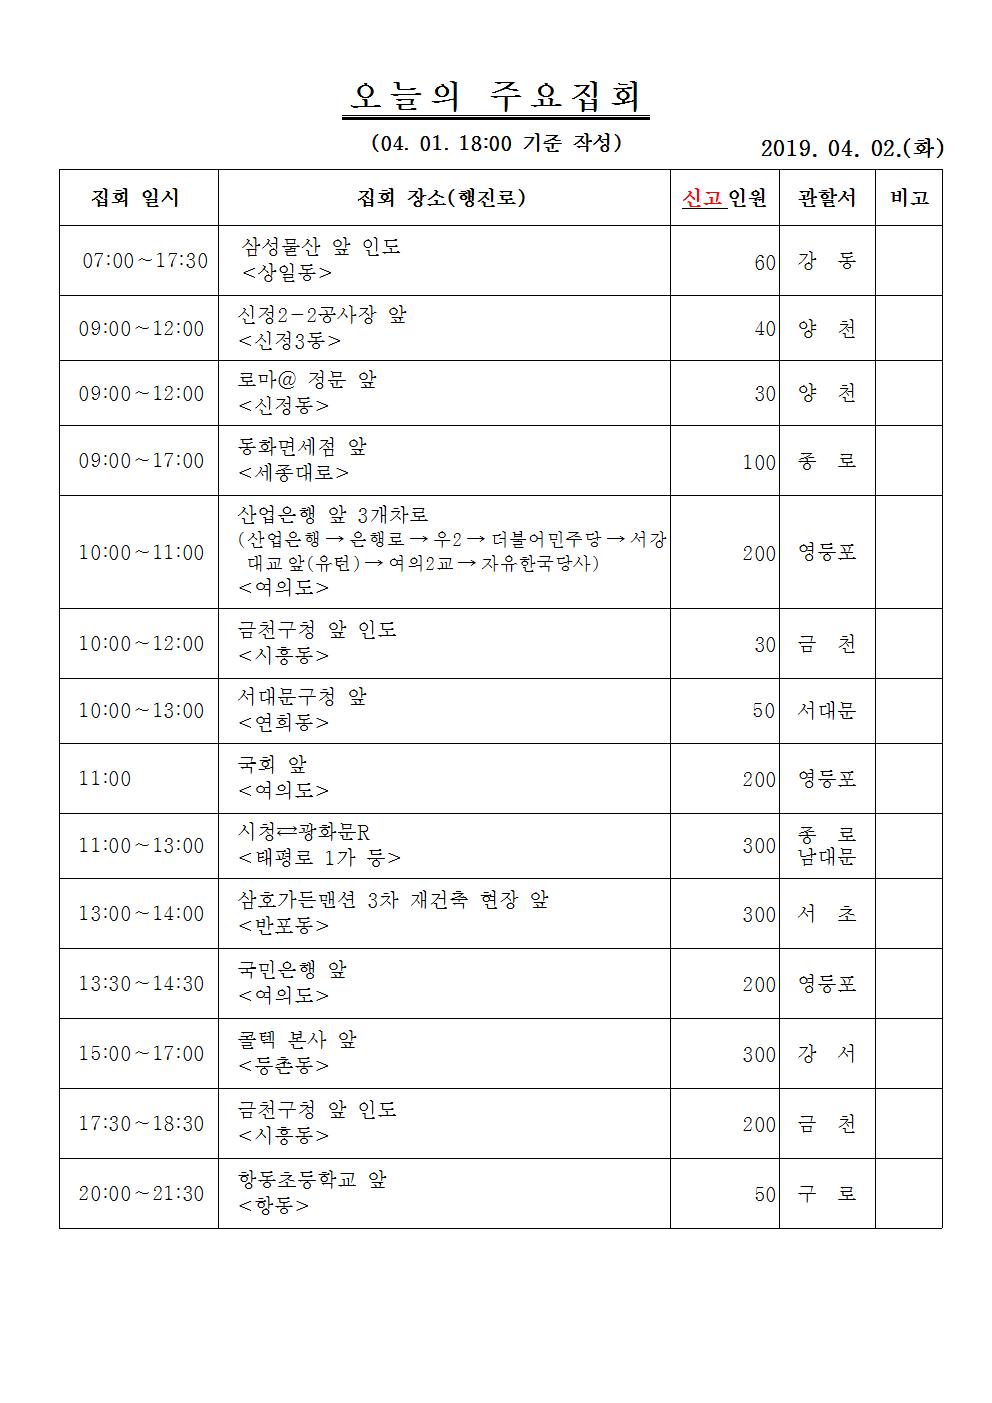 오늘의 주요집회
(04. 01. 18:00 기준 작성)
2019. 04. 02.(화)
집회 일시 집회 장소(행진로) 신고인원 관할서 비고
07:00~17:30 삼성물산 앞 인도 60 강 동
<상일동>
09:00~12:00 신정2-2공사장 앞 40 양 천
<신정3동>
09:00~12:00 로마@ 정문 앞 30 양 천
<신정동>
09:00~17:00 동화면세점 앞 100 종 로
<세종대로>
10:00~11:00 산업은행 앞 3개차로 200 영등포
(산업은행→은행로→우2→더불어민주당→서강
대교 앞(유턴)→여의2교→자유한국당사)
<여의도>
10:00~12:00 금천구청 앞 인도 30 금 천
<시흥동>
10:00~13:00 서대문구청 앞 50 서대문
<연희동>
11:00 국회 앞 200 영등포
<여의도>
11:00~13:00 시청⇄광화문R 300 종 로
<태평로 1가 등> 남대문
13:00~14:00 삼호가든맨션 3차 재건축 현장 앞 300 서 초
<반포동>
13:30~14:30 국민은행 앞 200 영등포
<여의도>
15:00~17:00 콜텍 본사 앞 300 강 서
<등촌동>
17:30~18:30 금천구청 앞 인도 200 금 천
<시흥동>
20:00~21:30 항동초등학교 앞 50 구 로
<항동>